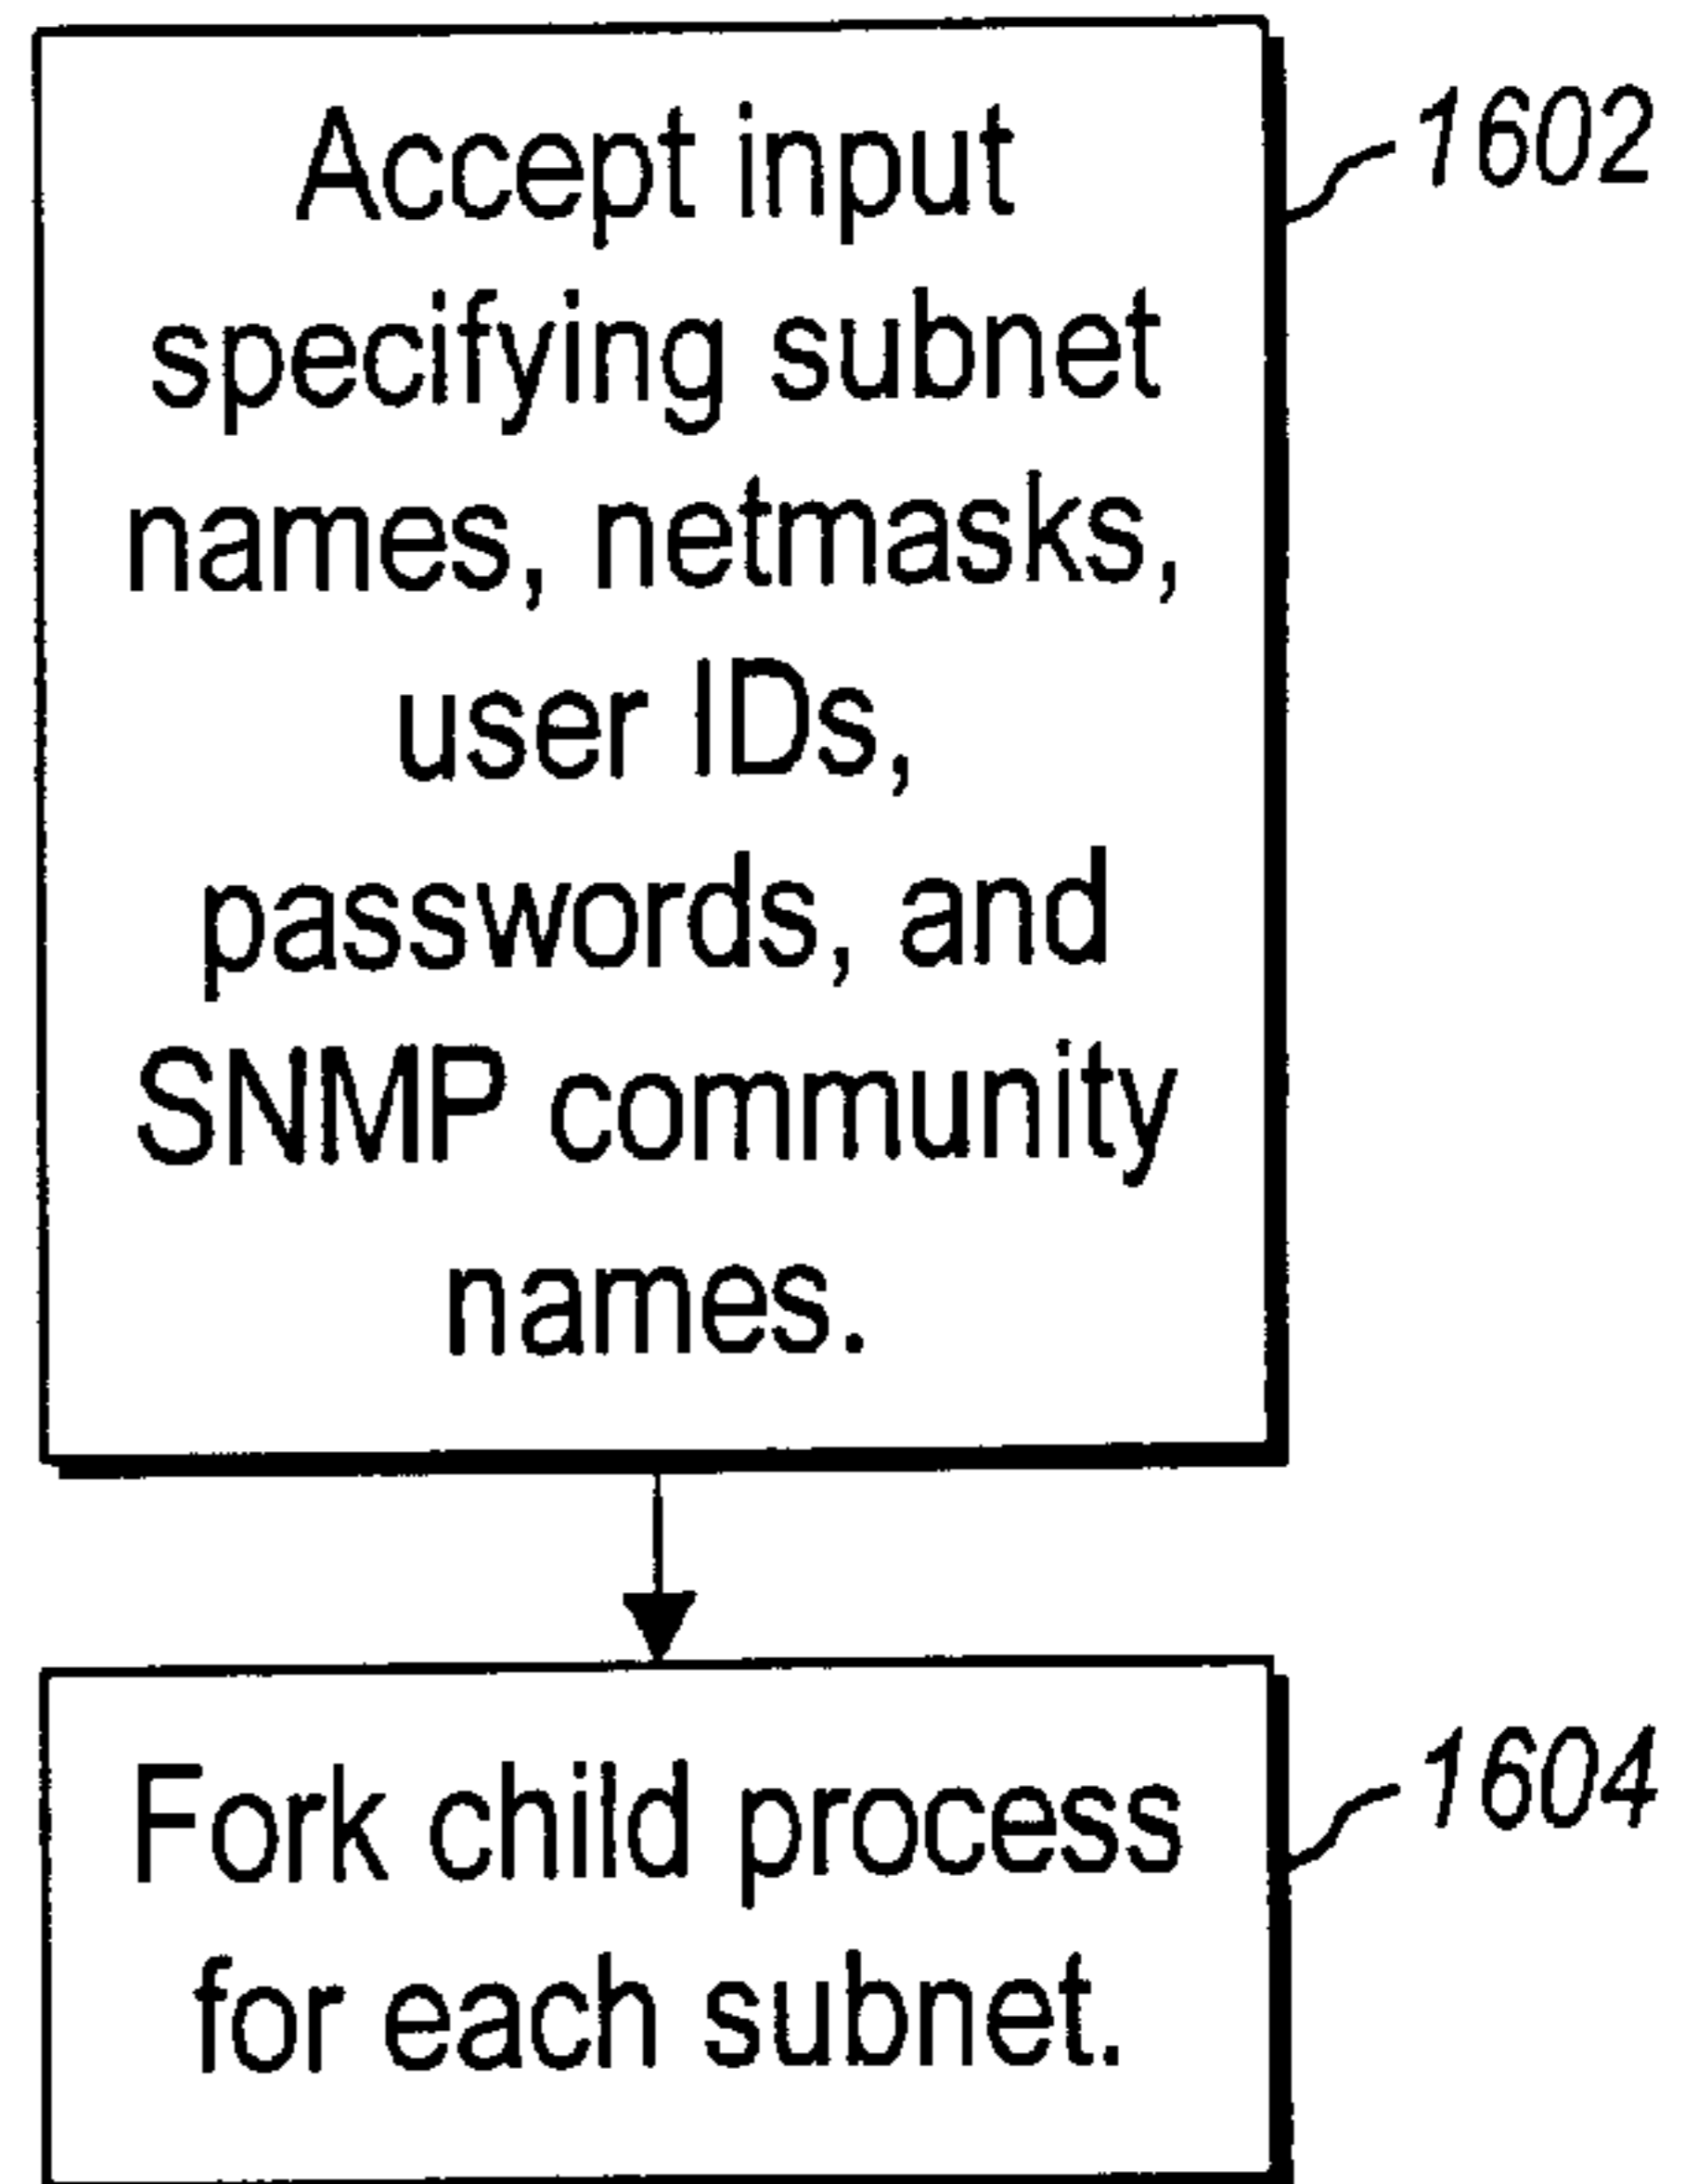 Accept input
specifying subnet
names, netmasks,
user IDs,
passwords, and
SNMP community
names.
1602
Fork child process
for each subnet.
1604